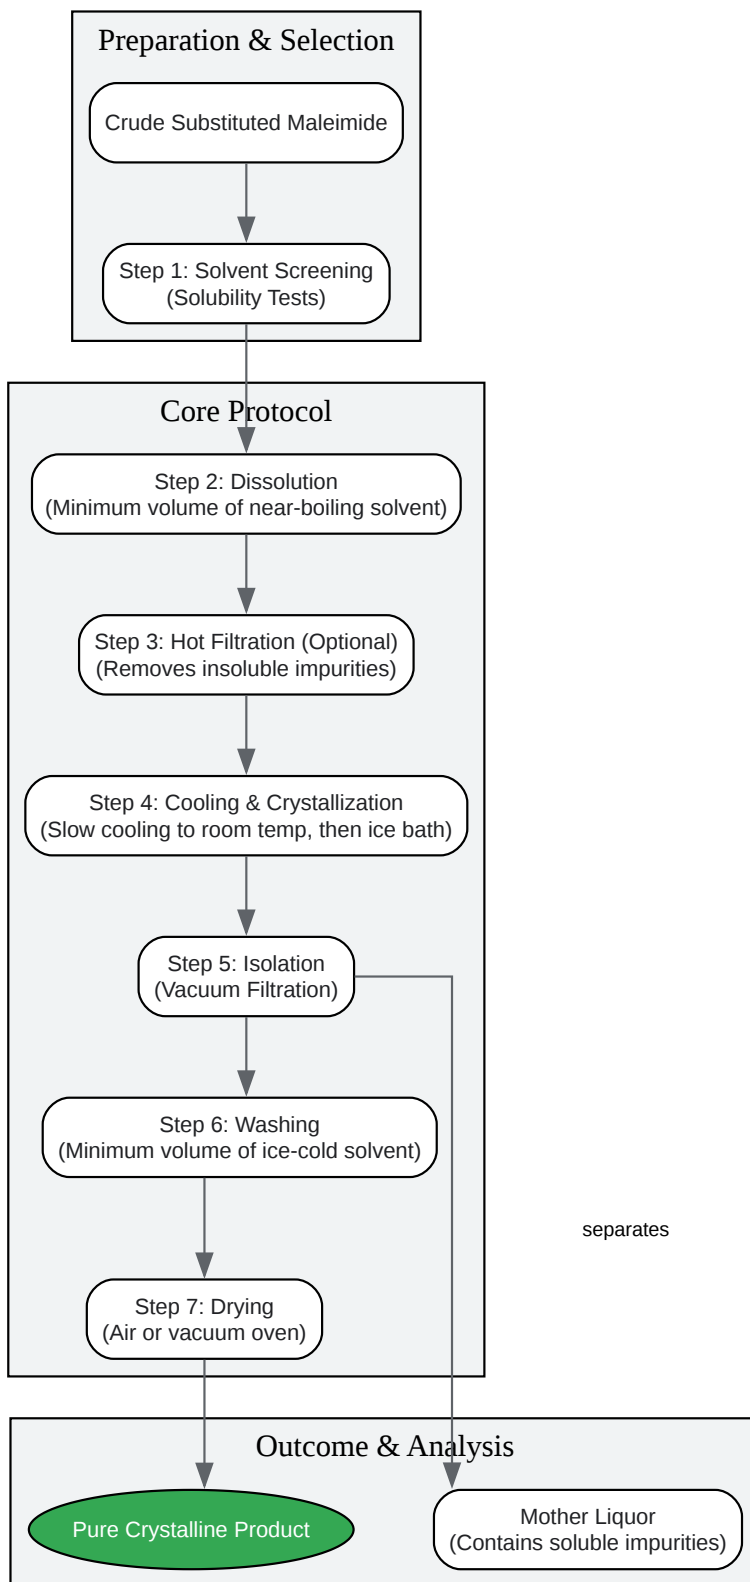 Preparation & Selection
Crude Substituted Maleimide
Step 1: Solvent Screening
(Solubility Tests)
Core Protocol
Step 2: Dissolution
(Minimum volume of near-boiling solvent)
Step 3: Hot Filtration (Optional)
(Removes insoluble impurities)
Step 4: Cooling & Crystallization
(Slow cooling to room temp, then ice bath)
Step 5: Isolation
(Vacuum Filtration)
Step 6: Washing
(Minimum volume of ice-cold solvent)
separates
Step 7: Drying
(Air or vacuum oven)
Outcome & Analysis
Pure Crystalline Product
Mother Liquor
(Contains soluble impurities)